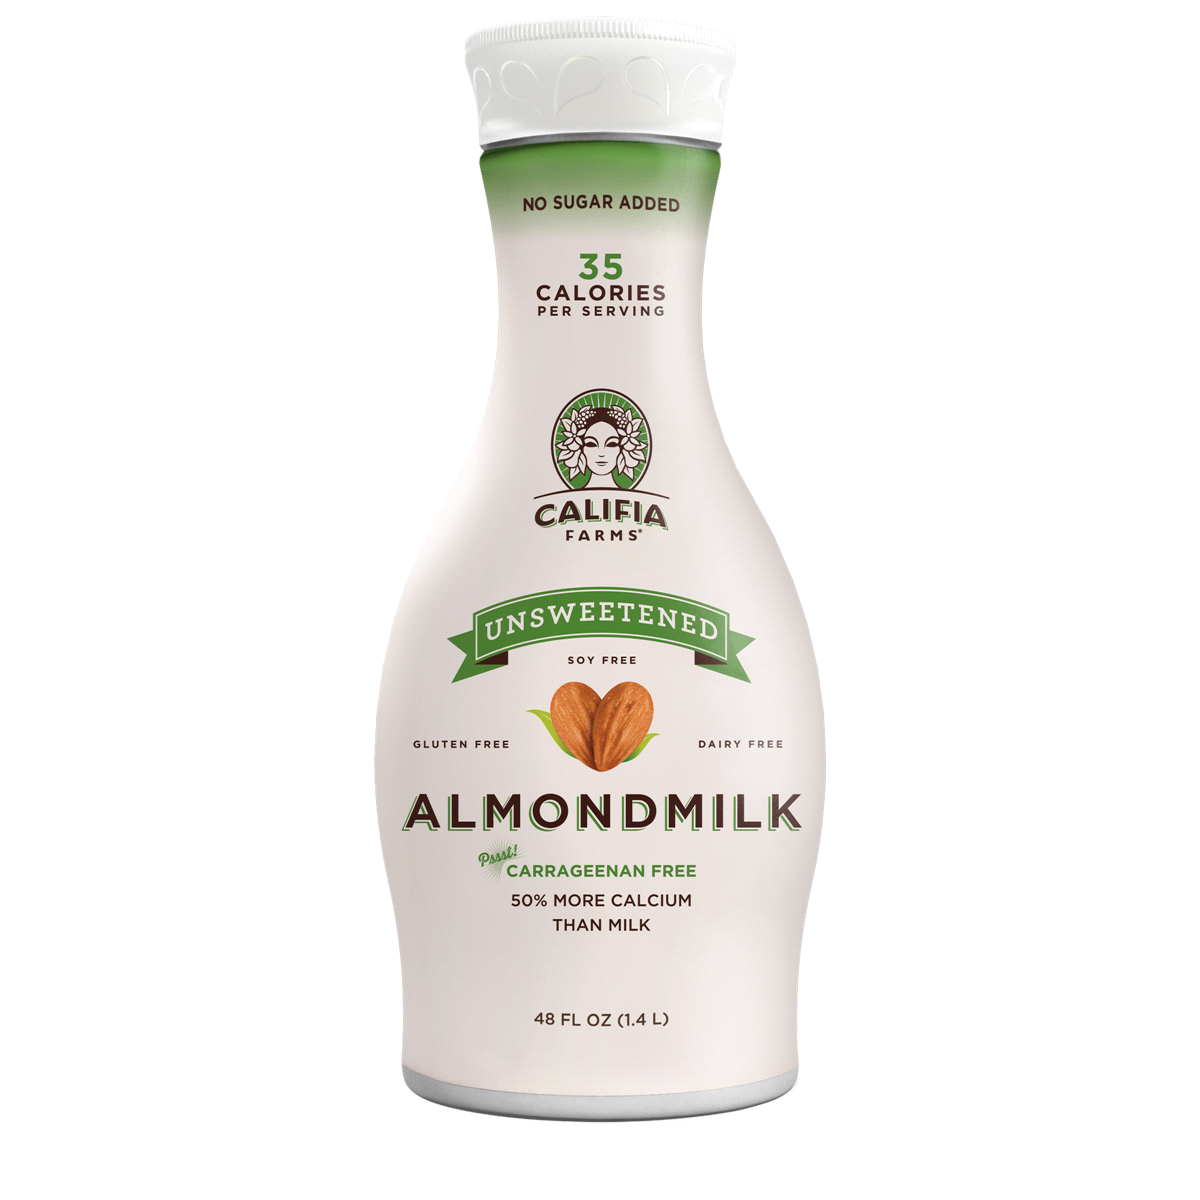 NO SUGAR ADDED
35
CALORIES
PER SERVING
CALIFIA
FARMS®
UNSWEETENED
SOY FREE
GLUTEN FREE
DAIRY FREE
ALMONDMILK
Pssst!
CARRAGEENAN FREE
50% MORE CALCIUM
THAN MILK
48 FL OZ (1.4 L)